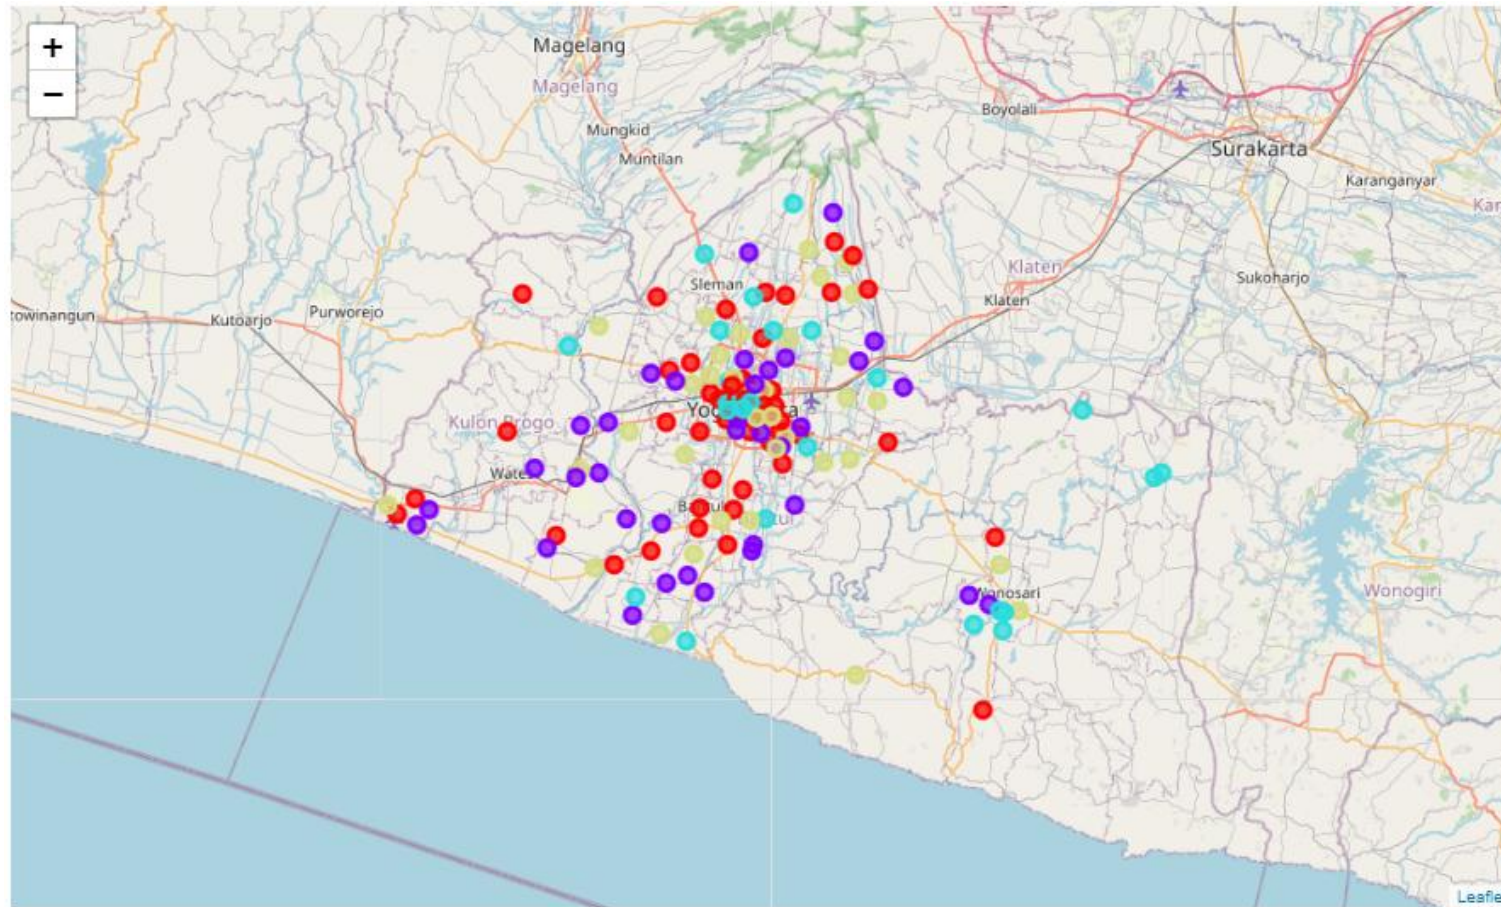 +
−
Magelang
Magelang
Mungkid
Muntilan
Boyolali
Surakarta
Karanganyar
Kar
Klaten
Klaten
Sukoharjo
Sleman
towinangun
Kutoarjo
Purworejo
Kulon Progo
Wonosari
Wonogiri
Leafle